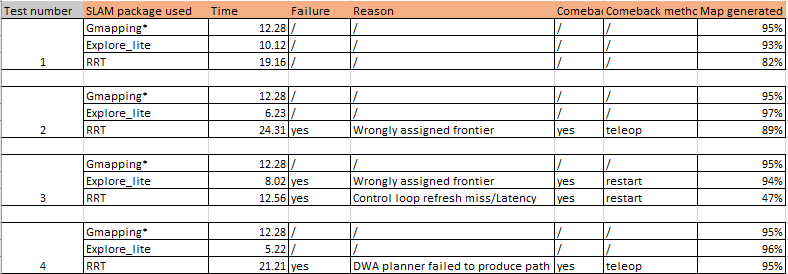 Test number SLAM package used Time Failure Reason Comeba Comeback metho Map generated
Gmapping* 12.28 / / / / 95%
Explore_lite 10.12 / / / / 93%
1 RRT 19.16 / / / / 82%
Gmapping* 12.28 / / / / 95%
Explore_lite 6.23 / / / / 97%
2 RRT 24.31 yes Wrongly assigned frontier yes teleop 89%
Gmapping* 12.28 / / / / 95%
Explore_lite 8.02 yes Wrongly assigned frontier yes restart 94%
3 RRT 12.56 yes Control loop refresh miss/Latency yes restart 47%
Gmapping* 12.28 / / / / 95%
Explore_lite 5.22 / / / / 96%
4 RRT 21.21 yes DWA planner failed to produce path yes teleop 95%